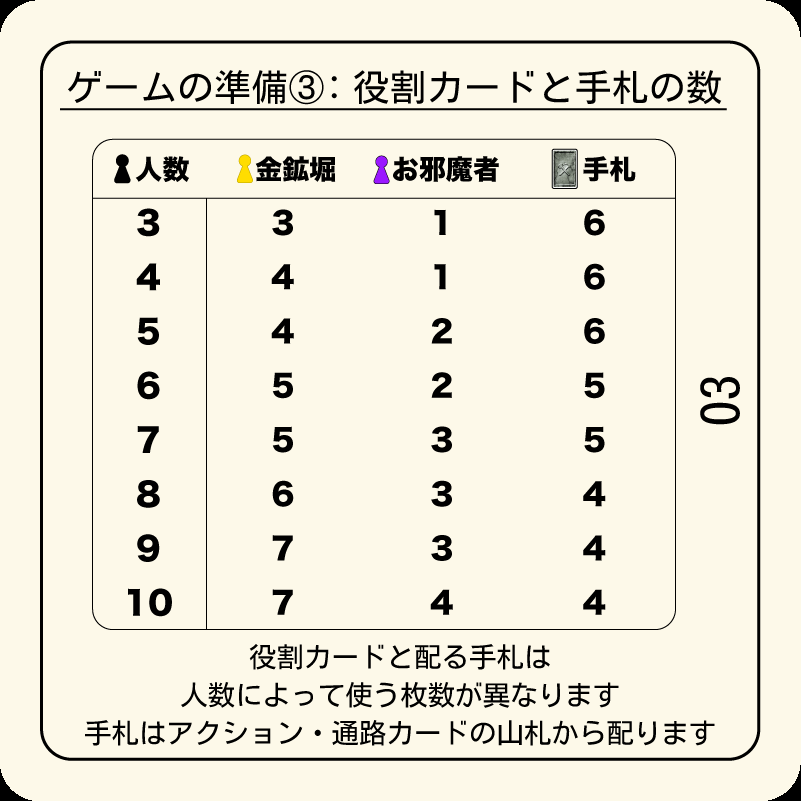 ゲームの準備③: 役割カードと手札の数
人数 金鉱堀 お邪魔者 手札
3 3 1 6
4 4 1 6
5 4 2 6
6 5 2 5
7 5 3 5
8 6 3 4
9 7 3 4
10 7 4 4
03
役割カードと配る手札は
人数によって使う枚数が異なります
手札はアクション・通路カードの山札から配ります